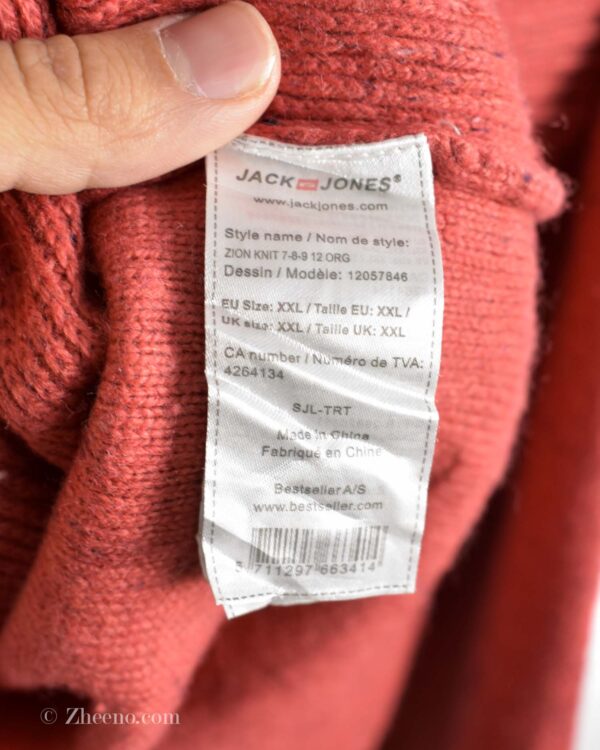 JACK JONES®
www.jackjones.com
Style name / Nom de style:
ZION KNIT 7-8-9 12 ORG
Dessin / Modèle: 12057846
EU Size: XXL / Taille EU: XXL /
UK size: XXL / Taille UK: XXL
CA number / Numéro de TVA:
4264134
SJL-TRT
Made in China
Fabriqué en Chine
Bestseller A/S
www.bestseller.com
5 711297 663414
© Zheeno.com